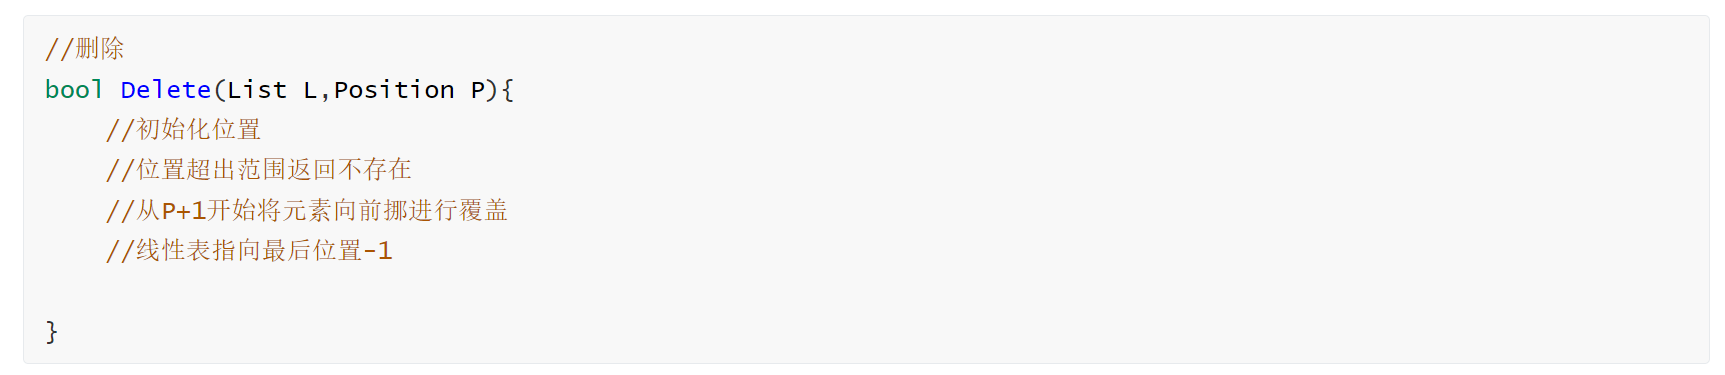 //删除
bool Delete(List L,Position P){
    //初始化位置
    //位置超出范围返回不存在
    //从P+1开始将元素向前挪进行覆盖
    //线性表指向最后位置-1
}